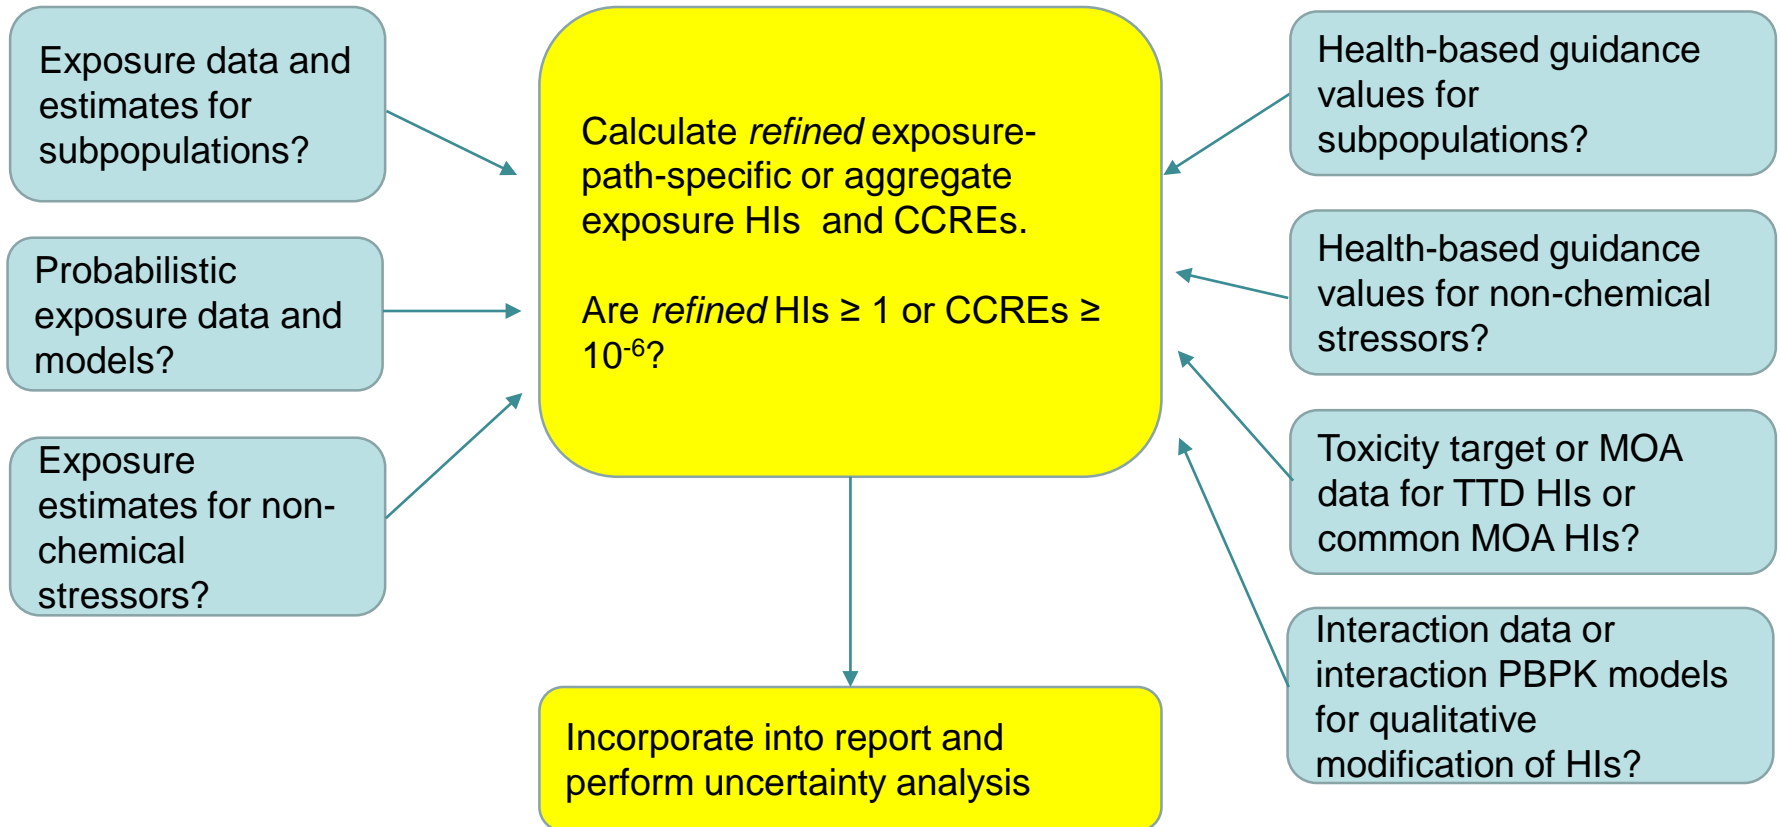 Exposure data and
estimates for
subpopulations?
Probabilistic
exposure data and
models?
Exposure
estimates for non-
chemical
stressors?
Calculate refined exposure-
path-specific or aggregate
exposure HIs and CCREs.
Are refined HIs ≥ 1 or CCREs ≥
10⁻⁶?
Incorporate into report and
perform uncertainty analysis
Health-based guidance
values for
subpopulations?
Health-based guidance
values for non-chemical
stressors?
Toxicity target or MOA
data for TTD HIs or
common MOA HIs?
Interaction data or
interaction PBPK models
for qualitative
modification of HIs?